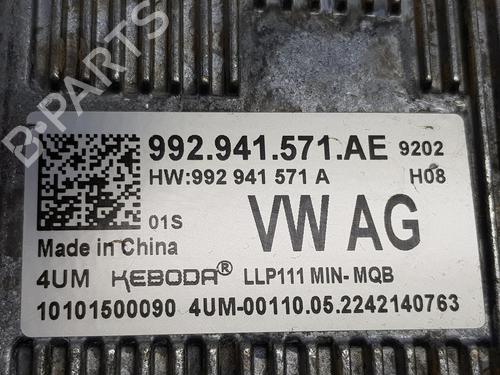 B-PARTS
992.941.571.AE 9202
HW:992 941 571 A H08
01S
VW AG
Made in China
4UM KEBODA® LLP111 MIN-MQB
10101500090 4UM-00110.05.2242140763